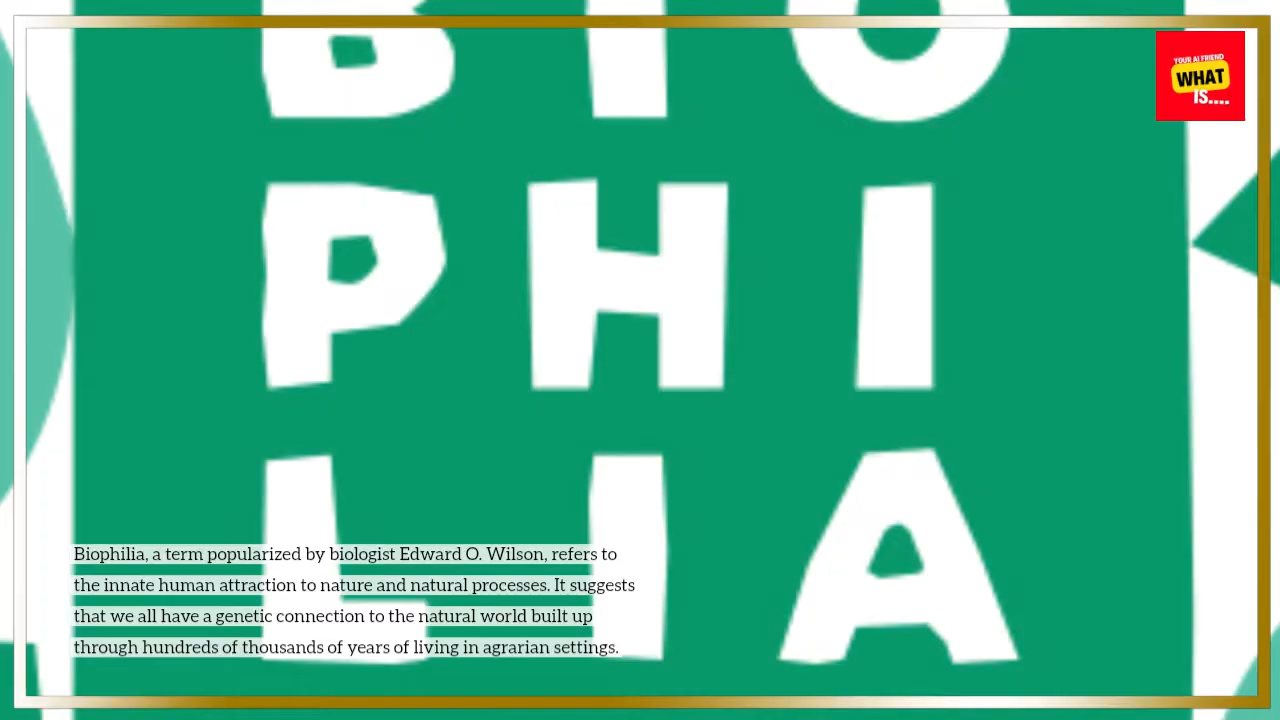 BIO
YOUR AI FRIEND
WHAT
IS....
PHI
LIA
Biophilia, a term popularized by biologist Edward O. Wilson, refers to
the innate human attraction to nature and natural processes. It suggests
that we all have a genetic connection to the natural world built up
through hundreds of thousands of years of living in agrarian settings.